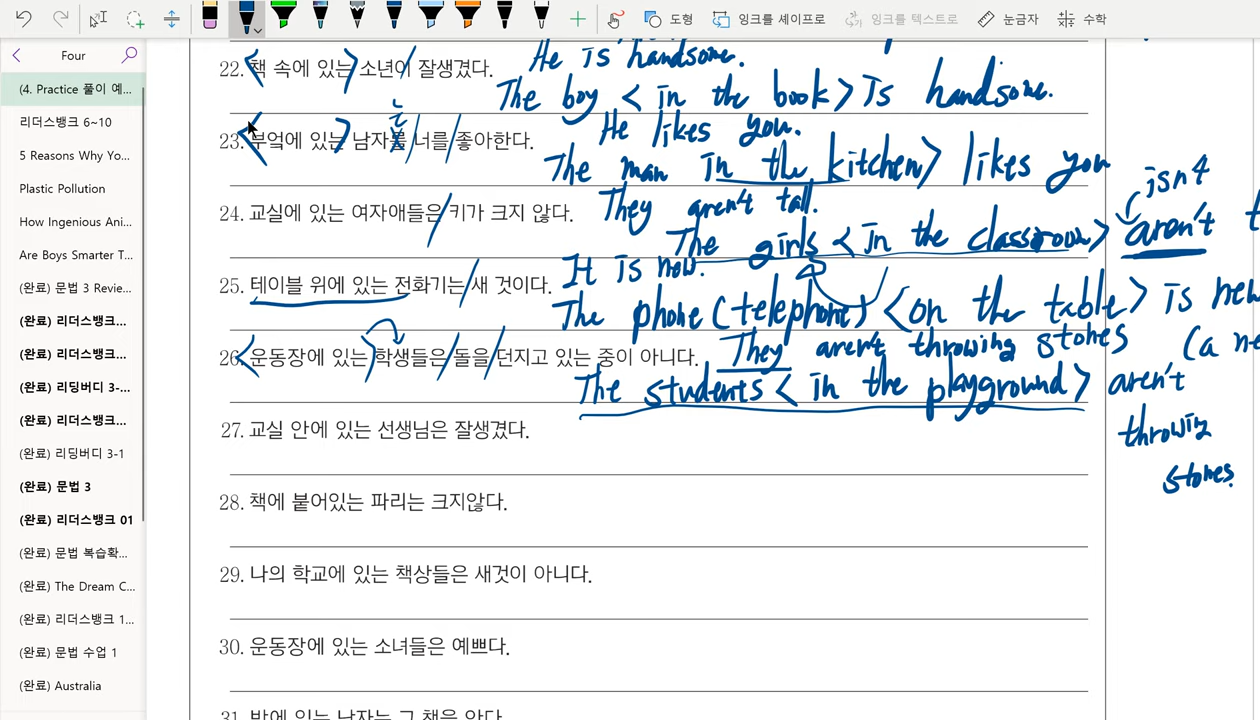 도형
잉크를 셰이프로
잉크를 텍스트로
눈금자
수학
Four
(4. Practice 풀이 예...
리더스뱅크 6~10
5 Reasons Why Yo...
Plastic Pollution
How Ingenious Ani...
Are Boys Smarter T...
(완료) 문법 3 Revie...
(완료) 리더스뱅크...
(완료) 리더스뱅크...
(완료) 리딩버디 3-...
(완료) 리더스뱅크...
(완료) 리딩버디 3-1
(완료) 문법 3
(완료) 리더스뱅크 01
(완료) 문법 복습확...
(완료) The Dream C...
(완료) 리더스뱅크 1...
(완료) 문법 수업 1
(완료) Australia
He is handsome.
22. 책 속에 있는 소년이 잘생겼다.
The boy < in the book > is handsome.
는
23. 부엌에 있는 남자를 너를 좋아한다.
He likes you.
The man in the kitchen> likes you
isn't
24. 교실에 있는 여자애들은 키가 크지 않다.
They aren't tall.
The girls < in the classroom > aren't t
25. 테이블 위에 있는 전화기는 새 것이다.
It is new.
The phone (telephone) < on the table > is new
(a ne
26. 운동장에 있는 학생들은 돌을 던지고 있는 중이 아니다.
They aren't throwing stones
The students < in the playground > aren't
throwing
stones.
27. 교실 안에 있는 선생님은 잘생겼다.
28. 책에 붙어있는 파리는 크지않다.
29. 나의 학교에 있는 책상들은 새것이 아니다.
30. 운동장에 있는 소녀들은 예쁘다.
31. 방에 있는 남자는 그 책을 안다.